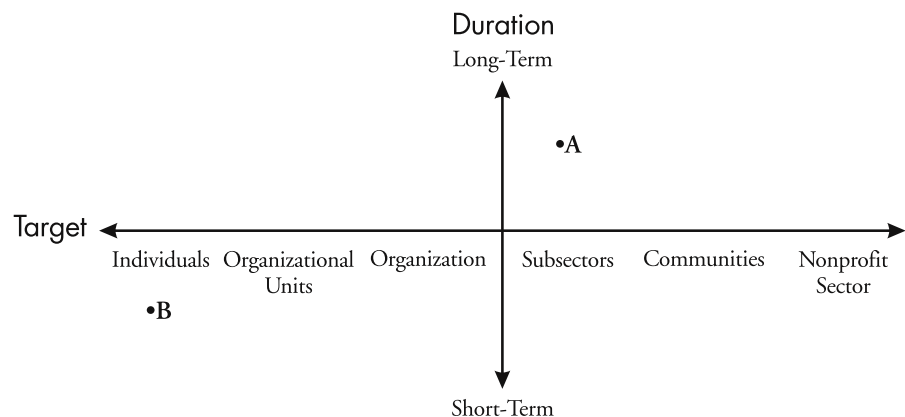 Duration
Long-Term
•A
Target
Individuals Organizational Organization Subsectors Communities Nonprofit
Units Sector
•B
Short-Term